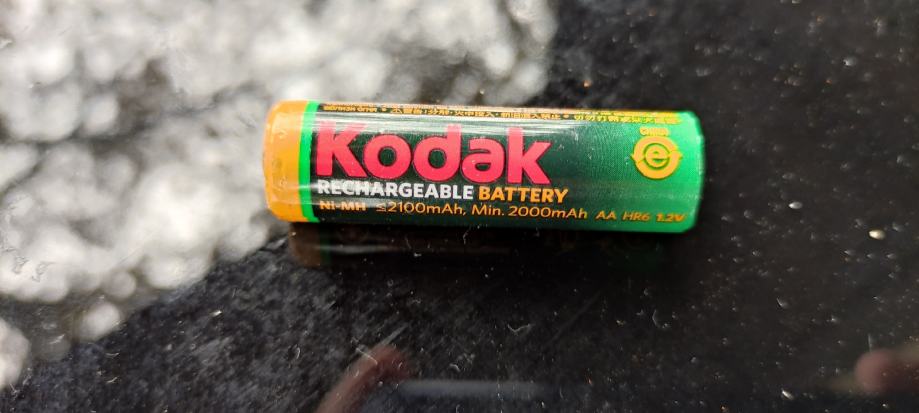 Kodak
RECHARGEABLE BATTERY
Ni-MH ≤2100mAh, Min. 2000mAh AA HR6 1.2V